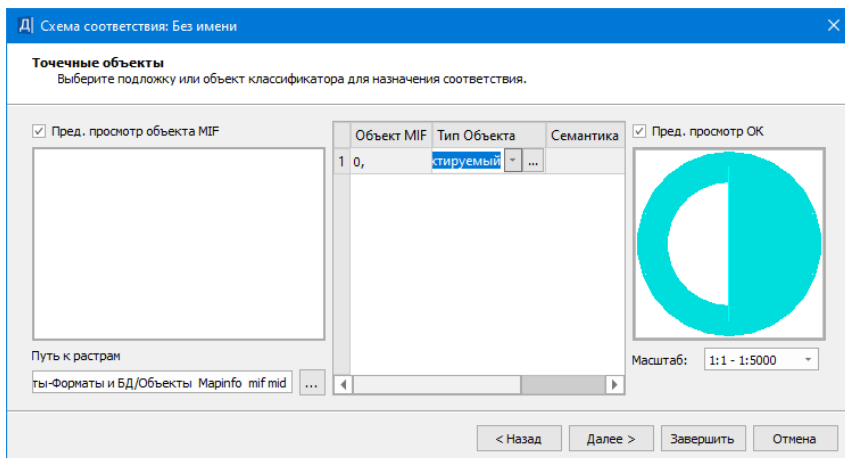 Схема соответствия: Без имени
Точечные объекты
Выберите подложку или объект классификатора для назначения соответствия.
Пред. просмотр объекта MIF
Объект MIF Тип Объекта Семантика
1 0, ктируемый ...
Пред. просмотр ОК
Путь к растрам
ты-Форматы и БД/Объекты Mapinfo mif mid ...
Масштаб: 1:1 - 1:5000
< Назад Далее > Завершить Отмена